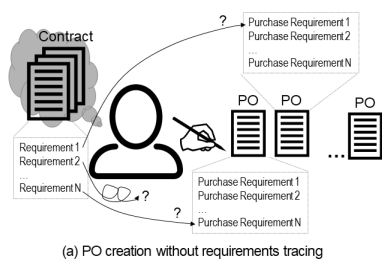 Contract
?
Purchase Requirement 1
Purchase Requirement 2
...
Purchase Requirement N
PO
PO
PO
...
Requirement 1
Requirement 2
...
Requirement N
?
?
Purchase Requirement 1
Purchase Requirement 2
...
Purchase Requirement N
(a) PO creation without requirements tracing